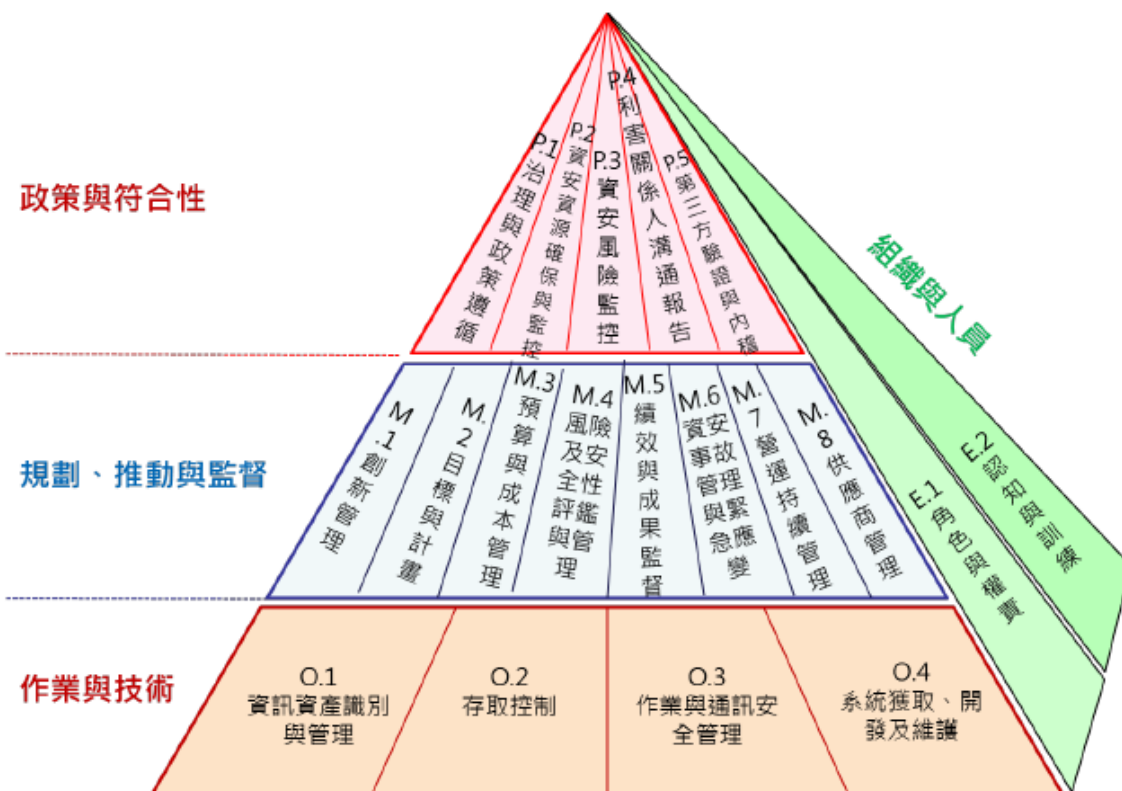 政策與符合性
P.1治理與政策遵循
P.2資安資源確保與監控
P.3資安風險監控
P.4利害關係人溝通報告
P.5第三方驗證與內稽
組織與人員
E.1角色與權責
E.2認知與訓練
規劃、推動與監督
M.1創新管理
M.2目標與計畫
M.3預算與成本管理
M.4
風險
及安
全性
評鑑
與管
理
M.5績效與成果監督
M.6
資安
事故
管理
與緊
急應
變
M.7營運持續管理
M.8供應商管理
作業與技術
O.1
資訊資產識別
與管理
O.2
存取控制
O.3
作業與通訊安
全管理
O.4
系統獲取、開
發及維護